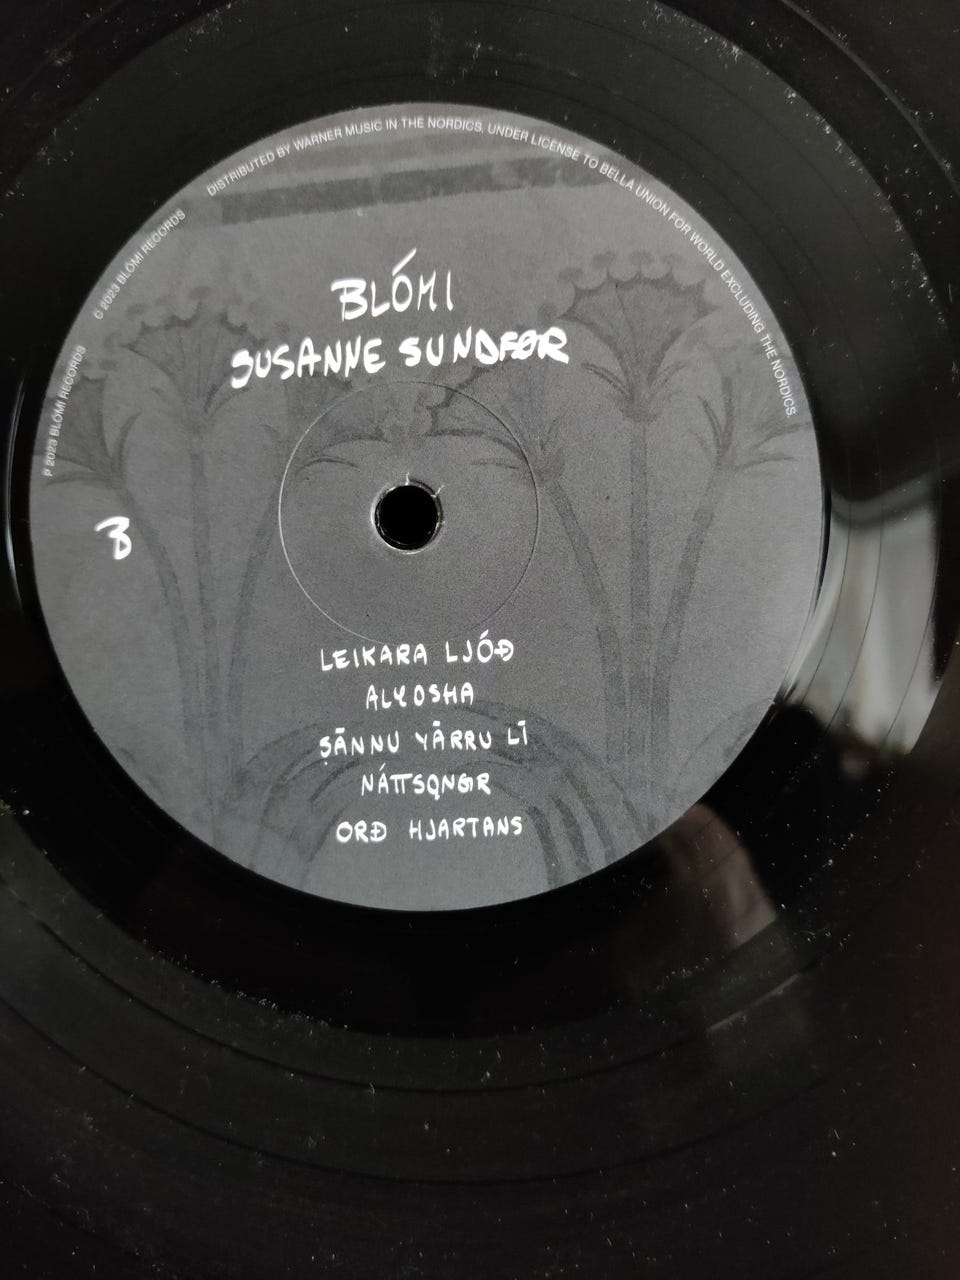 DISTRIBUTED BY WARNER MUSIC IN THE NORDICS, UNDER LICENSE TO BELLA UNION FOR WORLD EXCLUDING THE NORDICS.
C 2023 BLÓMI RECORDS
P 2023 BLÓMI RECORDS
BLÓMI
SUSANNE SUNDFØR
B
LEIKARA LJÓÐ
ALYOSHA
ṢĀNNU YĀRRU LĪ
NÁTTSQNGR
ORÐ HJARTANS